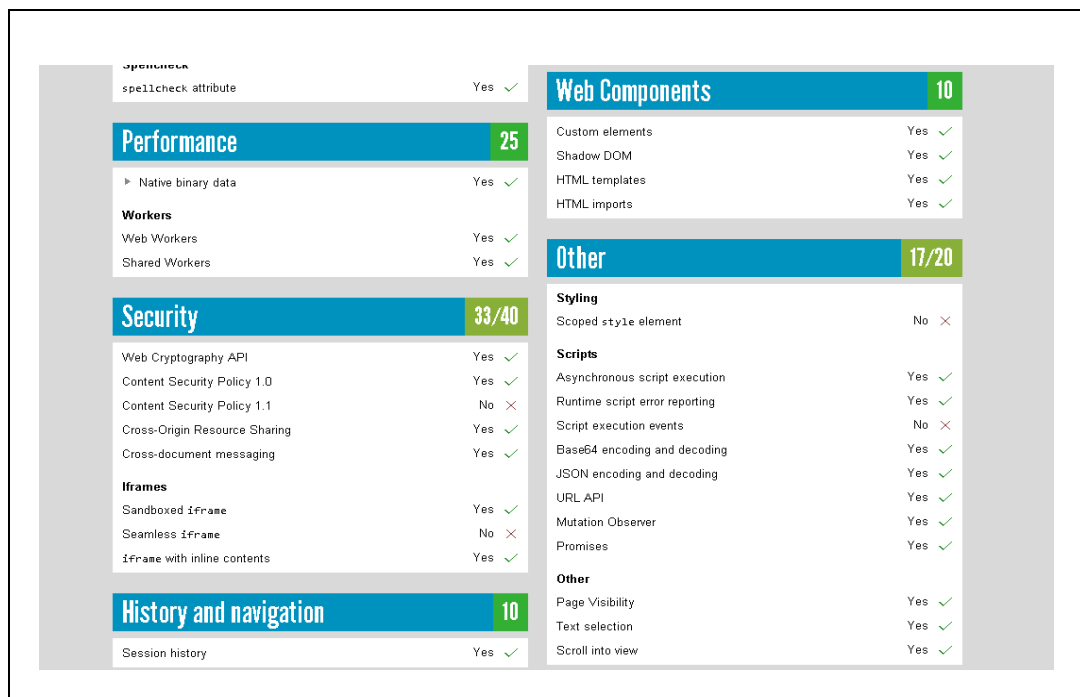 Spellcheck
spellcheck attribute Yes
Performance 25
Native binary data Yes
Workers
Web Workers Yes
Shared Workers Yes
Security 33/40
Web Cryptography API Yes
Content Security Policy 1.0 Yes
Content Security Policy 1.1 No
Cross-Origin Resource Sharing Yes
Cross-document messaging Yes
Iframes
Sandboxed iframe Yes
Seamless iframe No
iframe with inline contents Yes
History and navigation 10
Session history Yes
Web Components 10
Custom elements Yes
Shadow DOM Yes
HTML templates Yes
HTML imports Yes
Other 17/20
Styling
Scoped style element No
Scripts
Asynchronous script execution Yes
Runtime script error reporting Yes
Script execution events No
Base64 encoding and decoding Yes
JSON encoding and decoding Yes
URL API Yes
Mutation Observer Yes
Promises Yes
Other
Page Visibility Yes
Text selection Yes
Scroll into view Yes